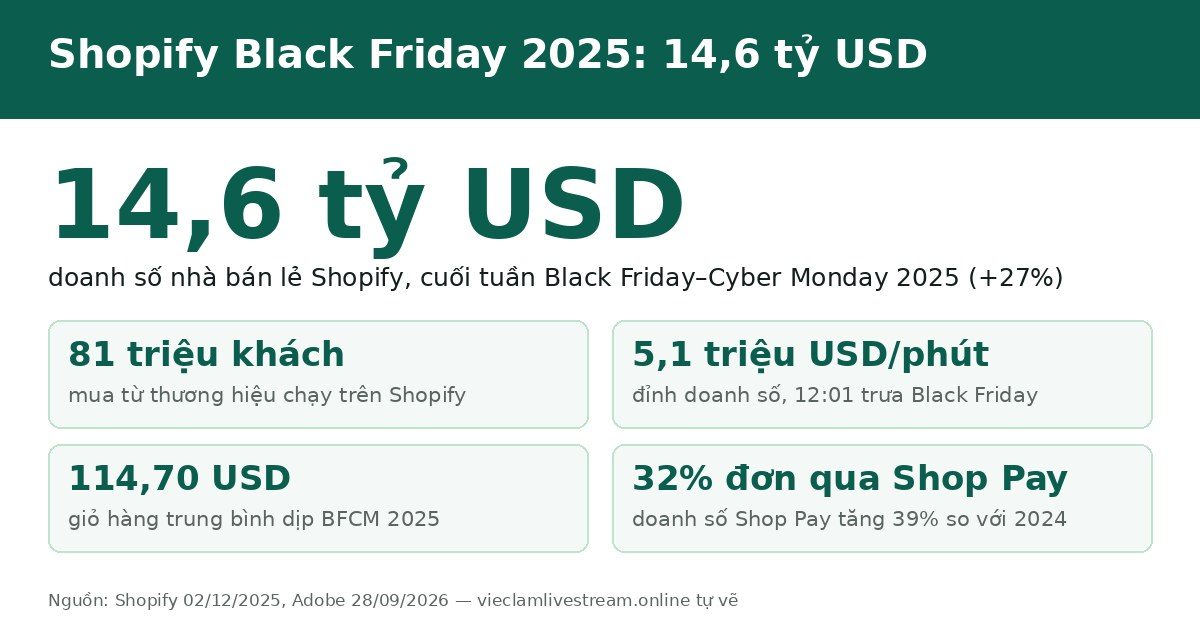 Shopify Black Friday 2025: 14,6 tỷ USD
14,6 tỷ USD
doanh số nhà bán lẻ Shopify, cuối tuần Black Friday–Cyber Monday 2025 (+27%)
81 triệu khách
mua từ thương hiệu chạy trên Shopify
5,1 triệu USD/phút
đỉnh doanh số, 12:01 trưa Black Friday
114,70 USD
giỏ hàng trung bình dịp BFCM 2025
32% đơn qua Shop Pay
doanh số Shop Pay tăng 39% so với 2024
Nguồn: Shopify 02/12/2025, Adobe 28/09/2026 — vieclamlivestream.online tự vẽ